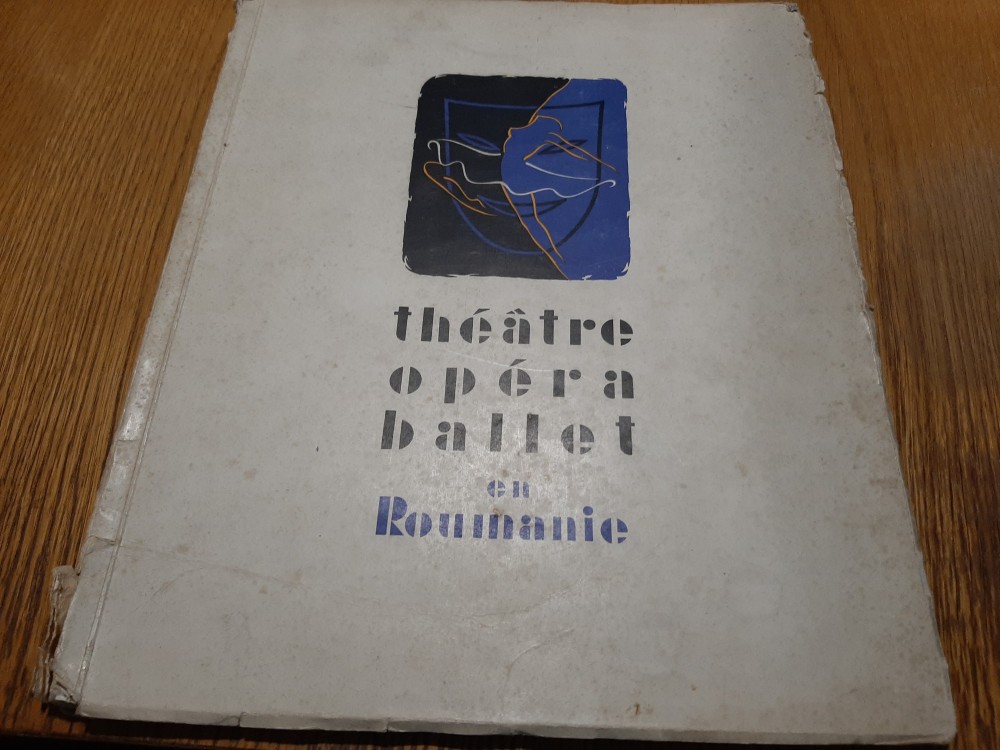 théâtre
opéra
ballet
en
Roumanie